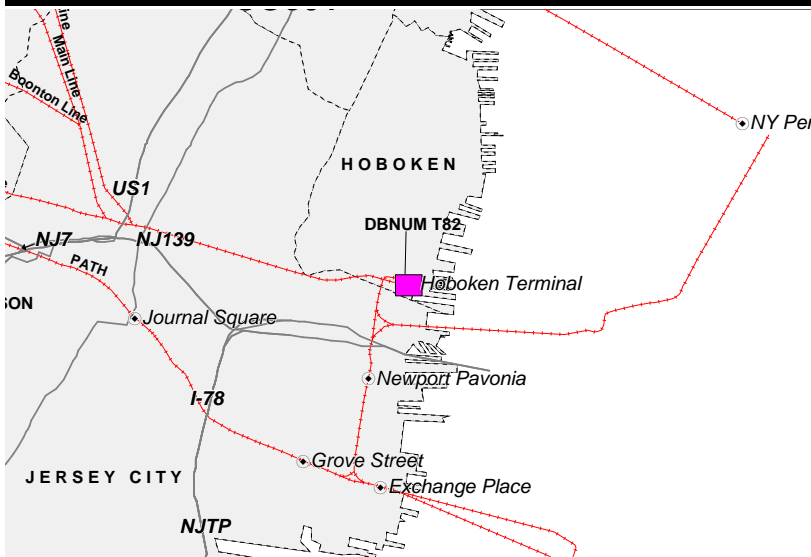 Line
Main Line
Boonton Line
NY Pen
HOBOKEN
US1
DBNUM T82
NJ7
NJ139
PATH
Hoboken Terminal
SON
Journal Square
Newport Pavonia
I-78
Grove Street
JERSEY CITY
Exchange Place
NJTP